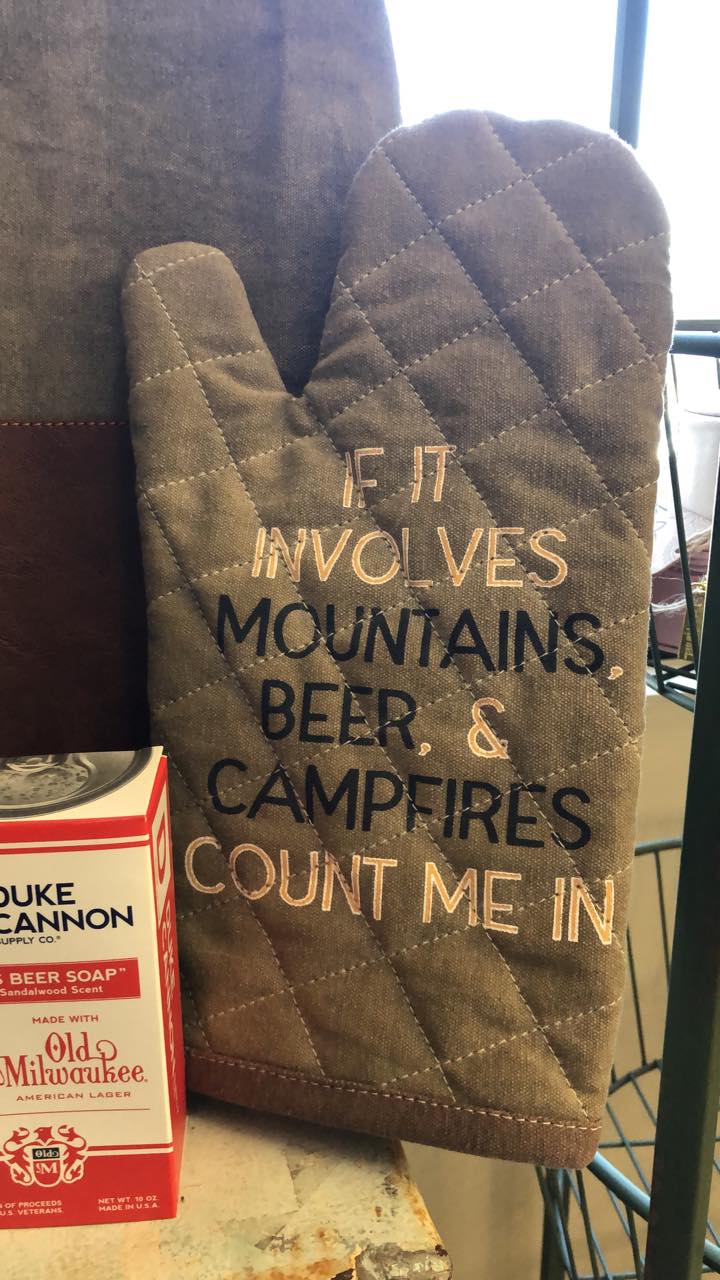 IF IT
INVOLVES
MOUNTAINS,
BEER, &
CAMPFIRES
COUNT ME IN
DUKE
CANNON
SUPPLY CO.®
BEER SOAP"
Sandalwood Scent
MADE WITH
Old
Milwaukee.
AMERICAN LAGER
Old
M
OF PROCEEDS
U.S. VETERANS.
NET WT. 10 OZ.
MADE IN U.S.A.